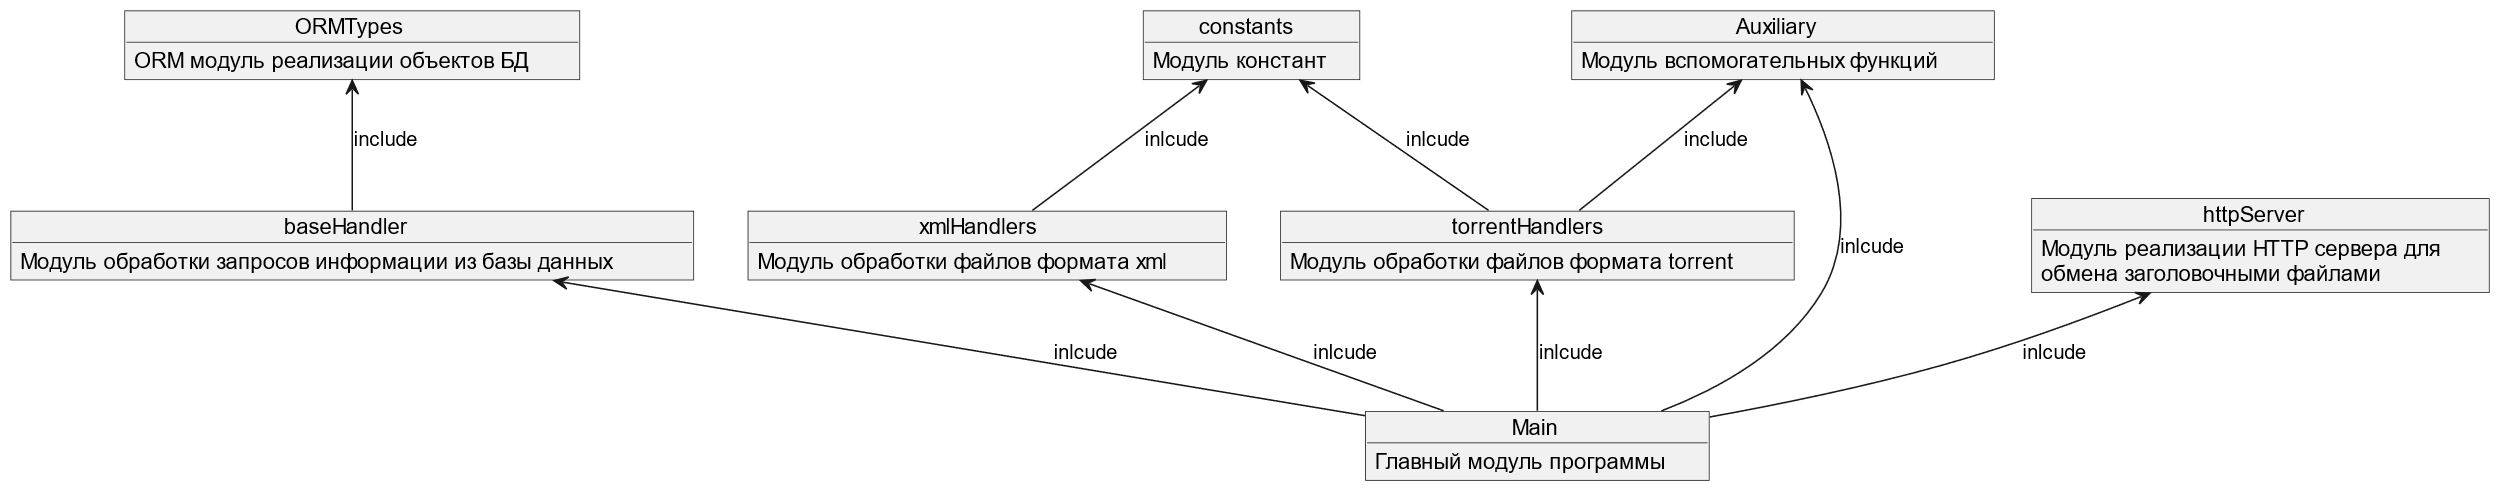 ORMTypes
ORM модуль реализации объектов БД
constants
Модуль констант
Auxiliary
Модуль вспомогательных функций
include
inlcude
inlcude
include
baseHandler
Модуль обработки запросов информации из базы данных
xmlHandlers
Модуль обработки файлов формата xml
torrentHandlers
Модуль обработки файлов формата torrent
inlcude
httpServer
Модуль реализации HTTP сервера для
обмена заголовочными файлами
inlcude
inlcude
inlcude
inlcude
Main
Главный модуль программы